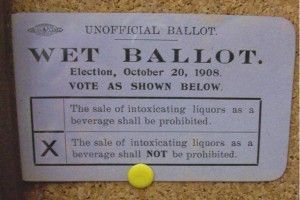 UNOFFICIAL BALLOT.
WET BALLOT.
Election, October 20, 1908.
VOTE AS SHOWN BELOW.
The sale of intoxicating liquors as a
beverage shall be prohibited.
X The sale of intoxicating liquors as a
beverage shall NOT be prohibited.